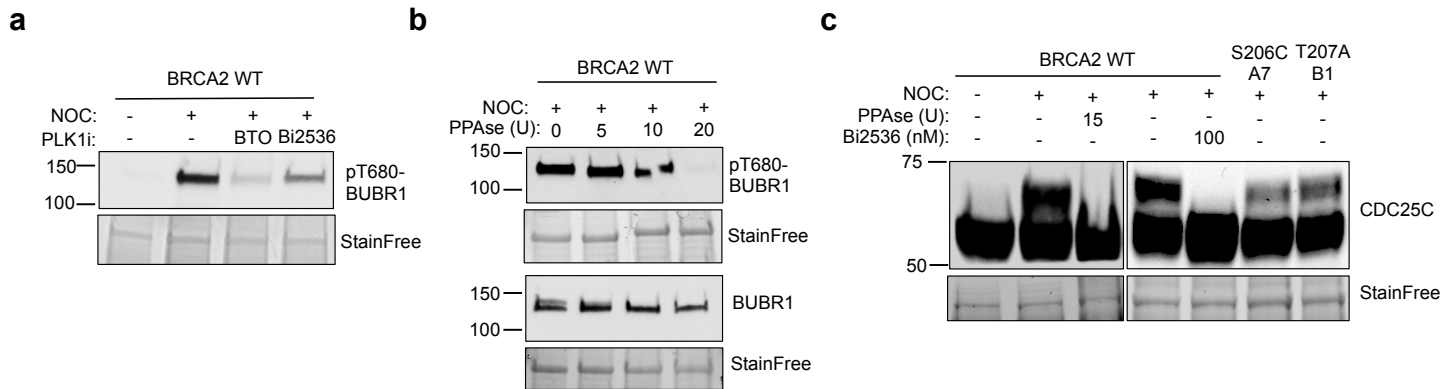 a
BRCA2 WT
NOC: - + + +
PLK1i: - - BTO Bi2536
150
100
pT680-
BUBR1
StainFree
b
BRCA2 WT
NOC: + + + +
PPAse (U): 0 5 10 20
150
100
pT680-
BUBR1
StainFree
150
100
BUBR1
StainFree
c
BRCA2 WT
S206C
A7
T207A
B1
NOC: - + + + + + +
PPAse (U) - - 15 - - - -
Bi2536 (nM) - - - - 100 - -
75
50
CDC25C
StainFree